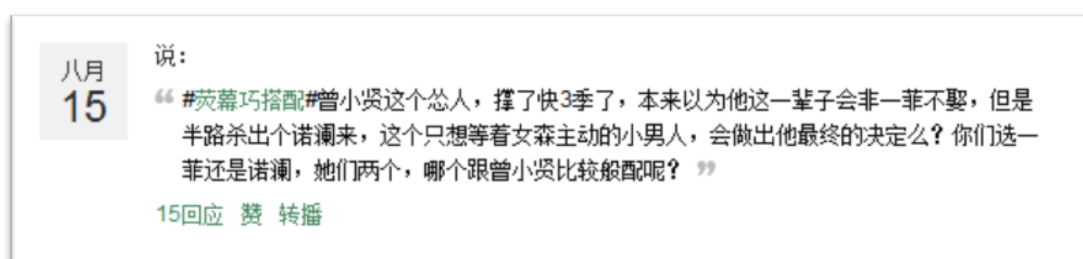 八月
15
说:
“ #荧幕巧搭配#曾小贤这个怂人，撑了快3季了，本来以为他这一辈子会非一菲不娶，但是
半路杀出个诺澜来，这个只想等着女森主动的小男人，会做出他最终的决定么？你们选一
菲还是诺澜，她们两个，哪个跟曾小贤比较般配呢？ ”
15回应 赞 转播